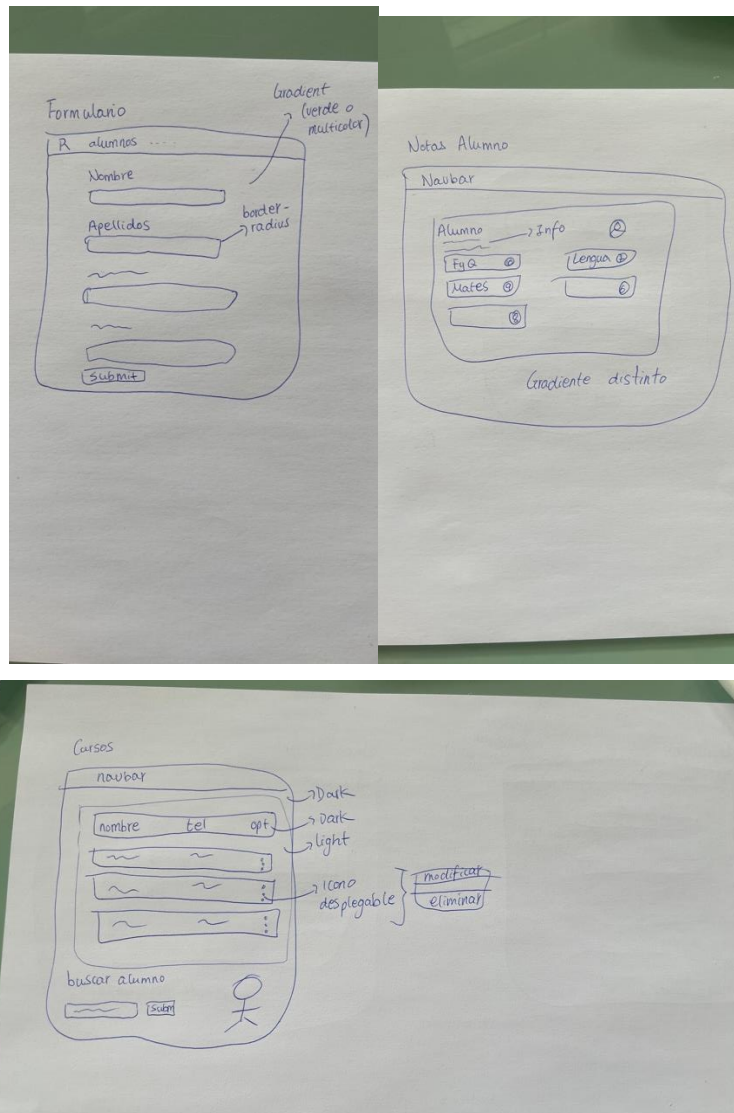 Formulario
Gradient
(verde o
multicolor)
R alumnos ....
Nombre
Apellidos
border-
radius
submit
Notas Alumno
Navbar
Alumno
Info
FyQ
Lengua
Mates
Gradiente distinto
Cursos
navbar
Dark
nombre tel opt
Dark
light
Icono
desplegable
modificar
eliminar
buscar alumno
subm